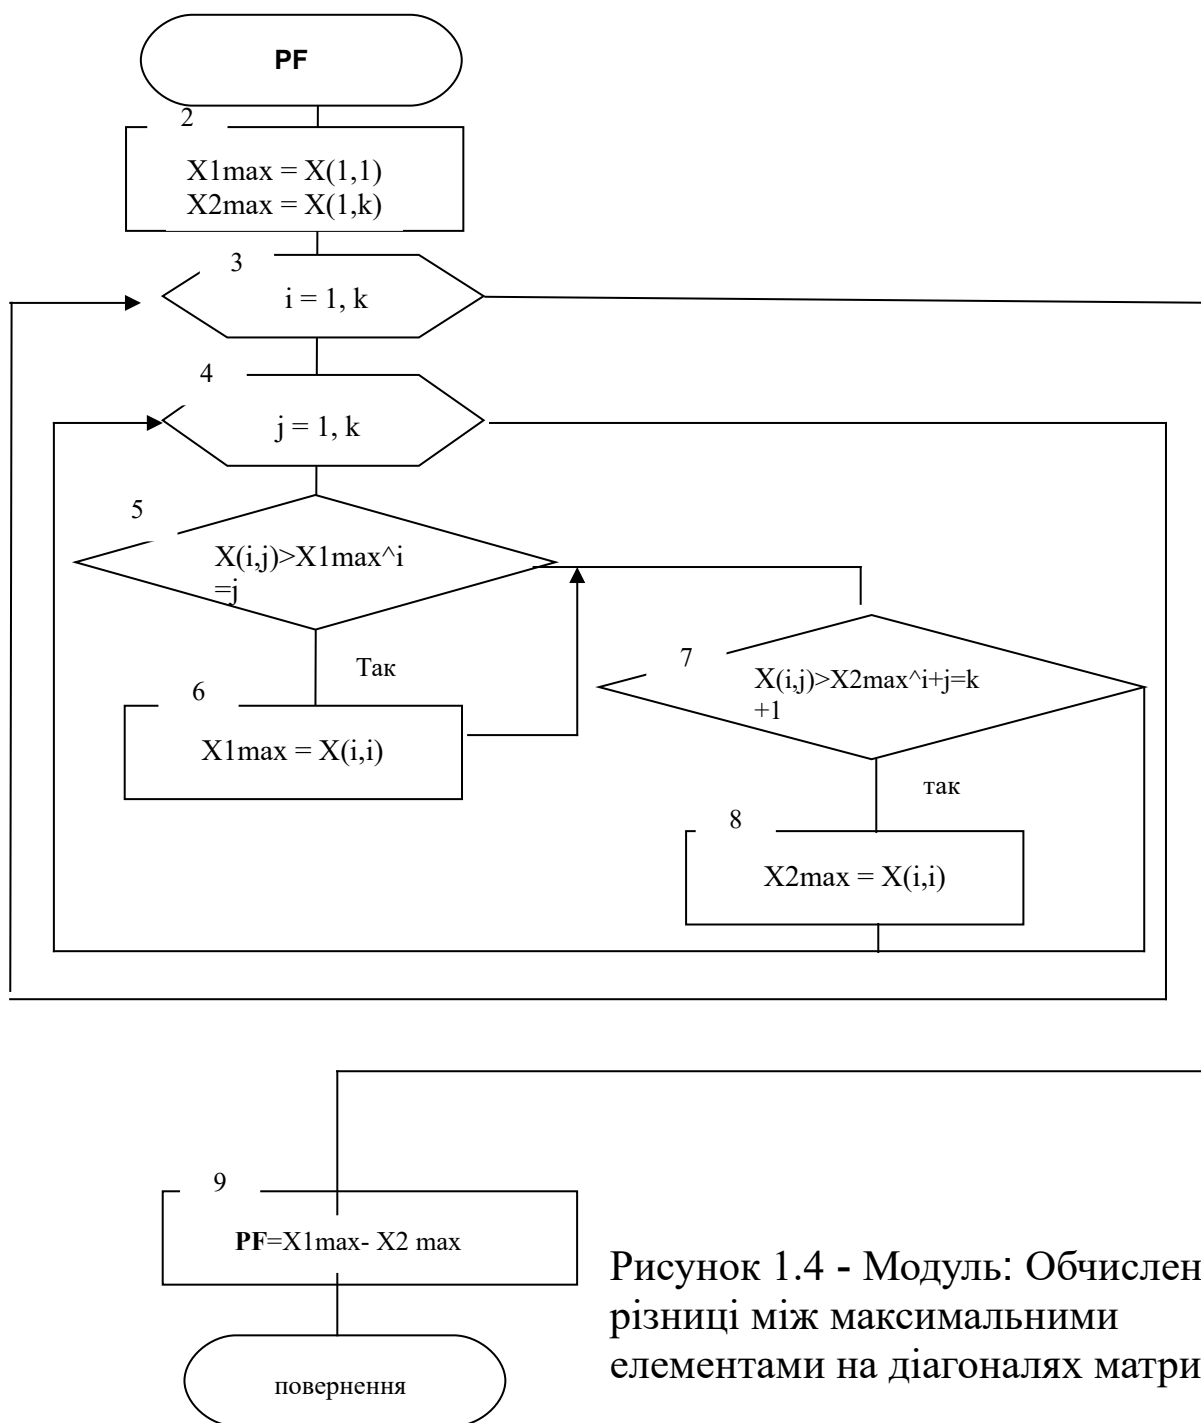 PF
2
X1max = X(1,1)
X2max = X(1,k)
3
i = 1, k
4
j = 1, k
5
X(i,j)>X1max^i
=j
Так
6
X1max = X(i,i)
7
X(i,j)>X2max^i+j=k
+1
так
8
X2max = X(i,i)
9
PF=X1max- X2 max
повернення
Рисунок 1.4 - Модуль: Обчислен
різниці між максимальними
елементами на діагоналях матри